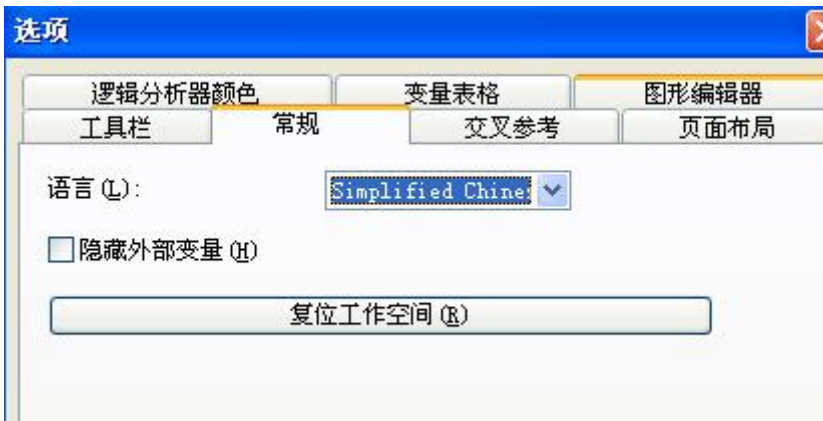 选项
逻辑分析器颜色 变量表格 图形编辑器
工具栏 常规 交叉参考 页面布局
语言(L): Simplified Chines
隐藏外部变量(H)
复位工作空间(R)